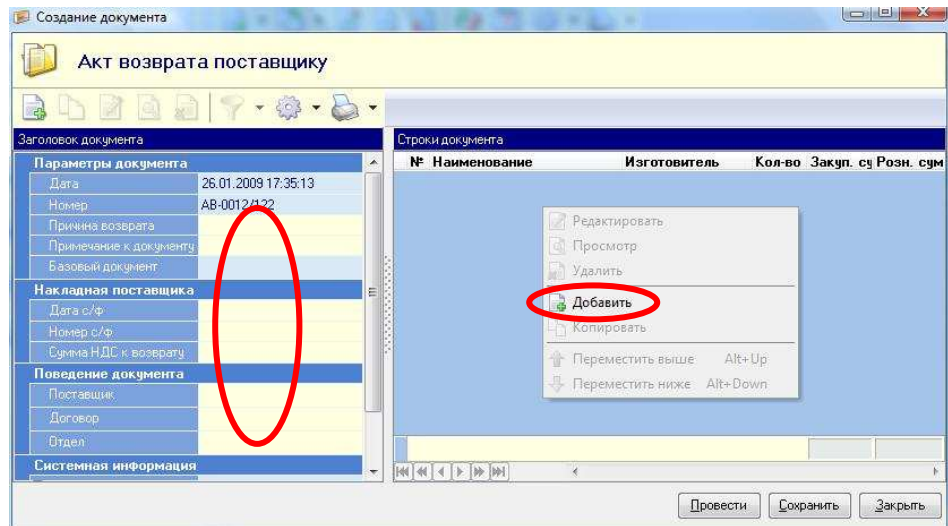 Создание документа
Акт возврата поставщику
Заголовок документа
Строки документа
Параметры документа
Дата 26.01.2009 17:35:13
Номер АВ-0012/122
Причина возврата
Примечание к документу
Базовый документ
Накладная поставщика
Дата с/ф
Номер с/ф
Сумма НДС к возврату
Поведение документа
Поставщик
Договор
Отдел
Системная информация
№ Наименование Изготовитель Кол-во Закуп. су Розн. сум
Редактировать
Просмотр
Удалить
Добавить
Копировать
Переместить выше Alt+Up
Переместить ниже Alt+Down
Провести Сохранить Закрыть